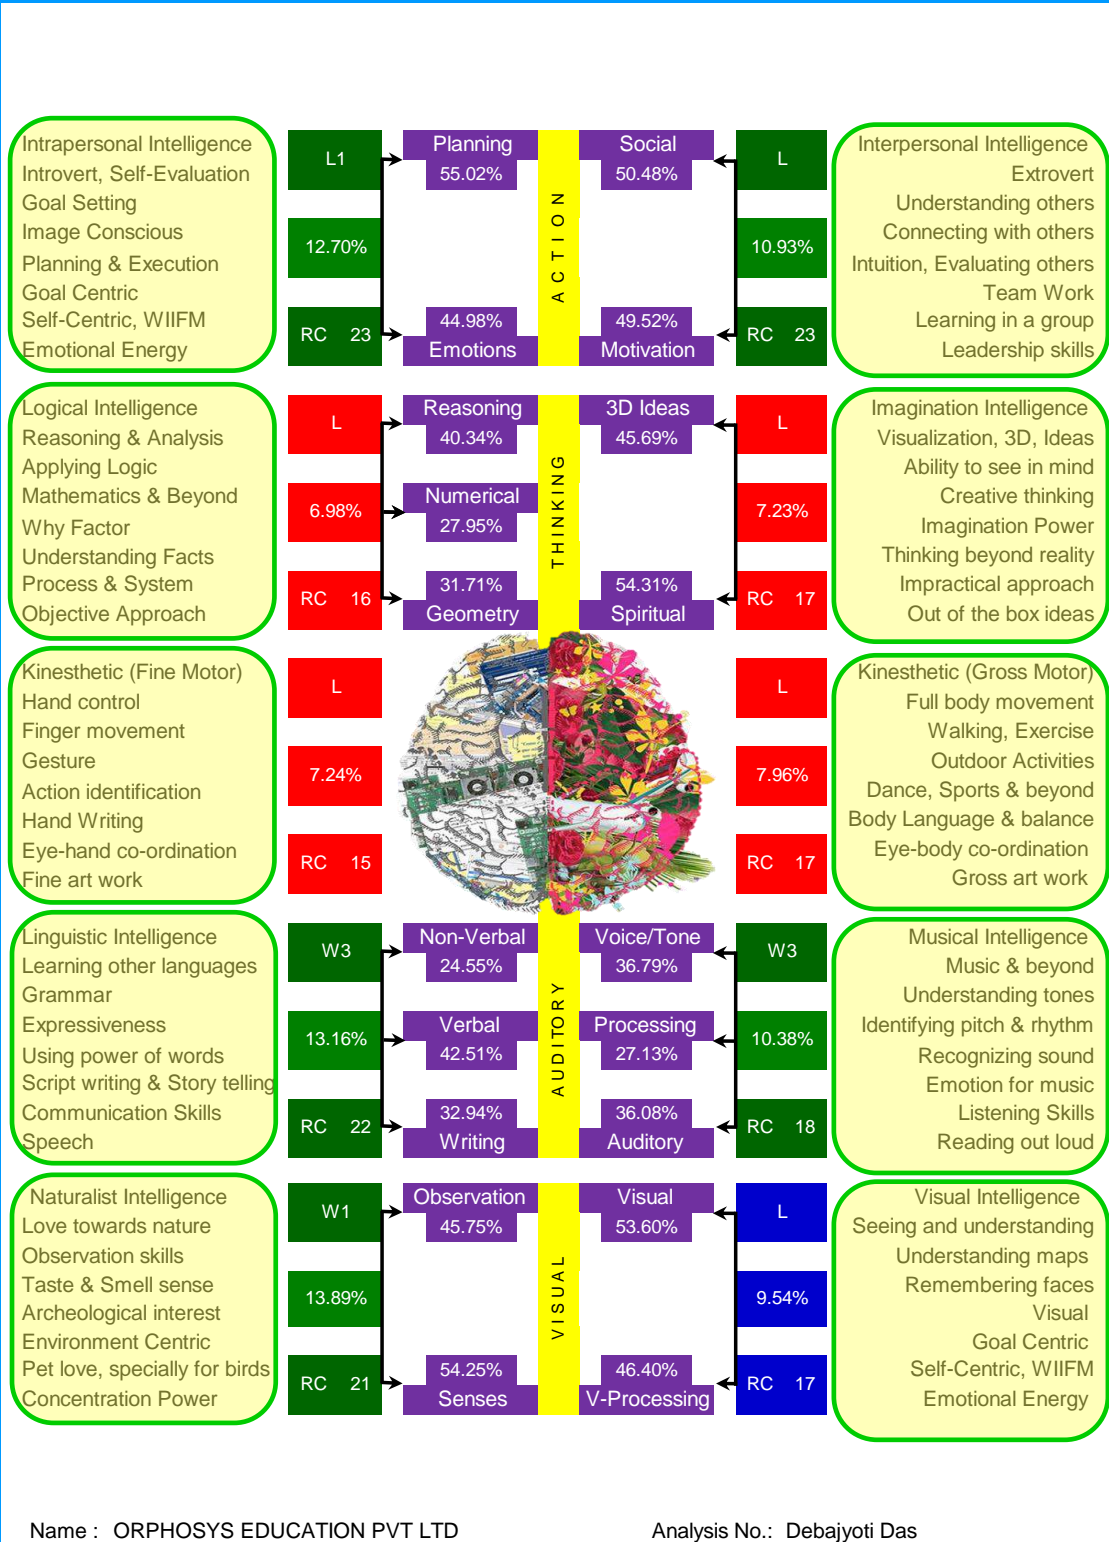 Intrapersonal Intelligence
Introvert, Self-Evaluation
Goal Setting
Image Conscious
Planning & Execution
Goal Centric
Self-Centric, WIIFM
Emotional Energy
L1
12.70%
RC 23
Planning
55.02%
44.98%
Emotions
ACTION
Social
50.48%
49.52%
Motivation
L
10.93%
RC 23
Interpersonal Intelligence
Extrovert
Understanding others
Connecting with others
Intuition, Evaluating others
Team Work
Learning in a group
Leadership skills
Logical Intelligence
Reasoning & Analysis
Applying Logic
Mathematics & Beyond
Why Factor
Understanding Facts
Process & System
Objective Approach
L
6.98%
RC 16
Reasoning
40.34%
Numerical
27.95%
31.71%
Geometry
THINKING
3D Ideas
45.69%
54.31%
Spiritual
L
7.23%
RC 17
Imagination Intelligence
Visualization, 3D, Ideas
Ability to see in mind
Creative thinking
Imagination Power
Thinking beyond reality
Impractical approach
Out of the box ideas
Kinesthetic (Fine Motor)
Hand control
Finger movement
Gesture
Action identification
Hand Writing
Eye-hand co-ordination
Fine art work
L
7.24%
RC 15
L
7.96%
RC 17
Kinesthetic (Gross Motor)
Full body movement
Walking, Exercise
Outdoor Activities
Dance, Sports & beyond
Body Language & balance
Eye-body co-ordination
Gross art work
Linguistic Intelligence
Learning other languages
Grammar
Expressiveness
Using power of words
Script writing & Story telling
Communication Skills
Speech
W3
13.16%
RC 22
Non-Verbal
24.55%
Verbal
42.51%
32.94%
Writing
AUDITORY
Voice/Tone
36.79%
Processing
27.13%
36.08%
Auditory
W3
10.38%
RC 18
Musical Intelligence
Music & beyond
Understanding tones
Identifying pitch & rhythm
Recognizing sound
Emotion for music
Listening Skills
Reading out loud
Naturalist Intelligence
Love towards nature
Observation skills
Taste & Smell sense
Archeological interest
Environment Centric
Pet love, specially for birds
Concentration Power
W1
13.89%
RC 21
Observation
45.75%
54.25%
Senses
VISUAL
Visual
53.60%
46.40%
V-Processing
L
9.54%
RC 17
Visual Intelligence
Seeing and understanding
Understanding maps
Remembering faces
Visual
Goal Centric
Self-Centric, WIIFM
Emotional Energy
Name : ORPHOSYS EDUCATION PVT LTD
Analysis No.: Debajyoti Das